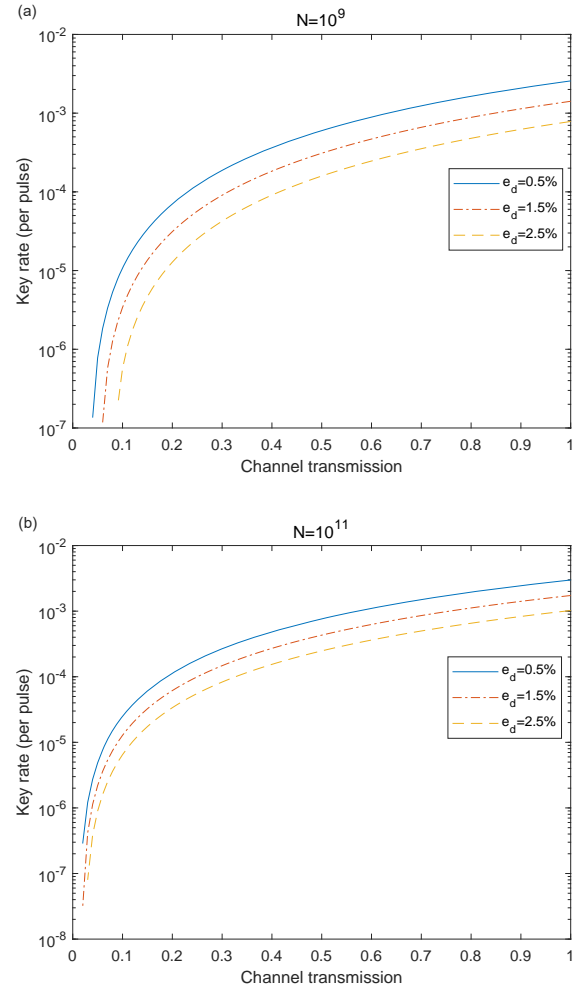 (a)
N=10^9
Key rate (per pulse)
10^-2
10^-3
10^-4
10^-5
10^-6
10^-7
e_d=0.5%
e_d=1.5%
e_d=2.5%
0 0.1 0.2 0.3 0.4 0.5 0.6 0.7 0.8 0.9 1
Channel transmission
(b)
N=10^11
Key rate (per pulse)
10^-2
10^-3
10^-4
10^-5
10^-6
10^-7
10^-8
e_d=0.5%
e_d=1.5%
e_d=2.5%
0 0.1 0.2 0.3 0.4 0.5 0.6 0.7 0.8 0.9 1
Channel transmission